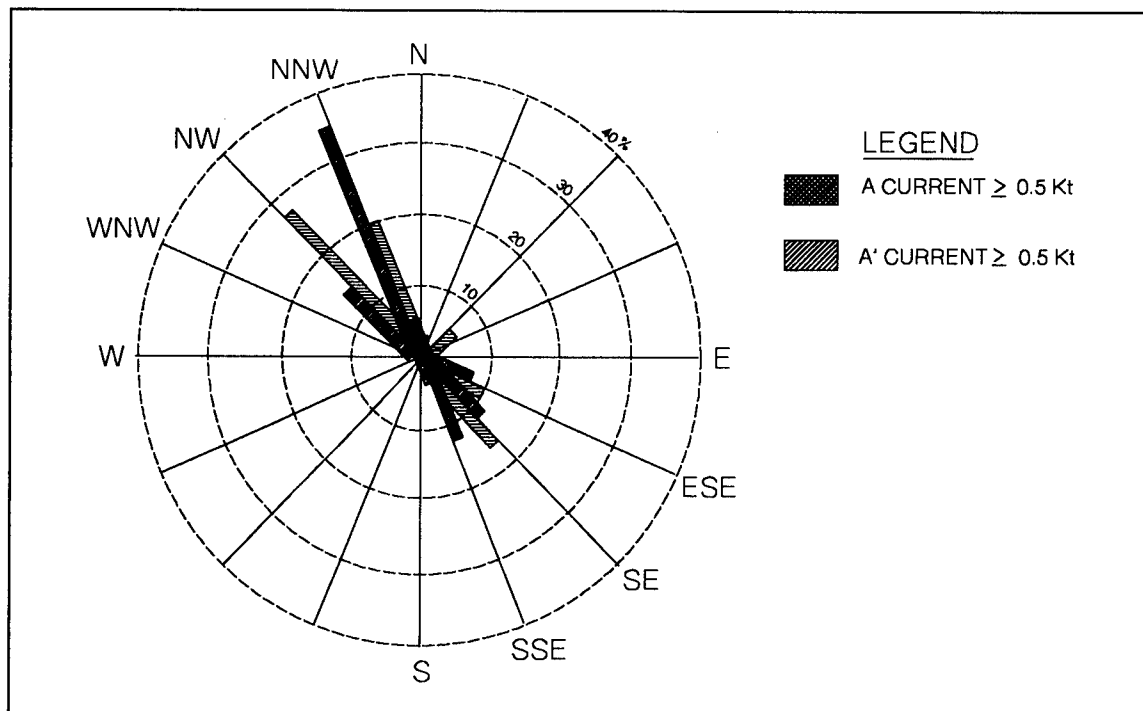 N
NNW
NW
WNW
W
40%
30
20
10
E
ESE
SE
SSE
S
LEGEND
A CURRENT ≥ 0.5 Kt
A' CURRENT ≥ 0.5 Kt